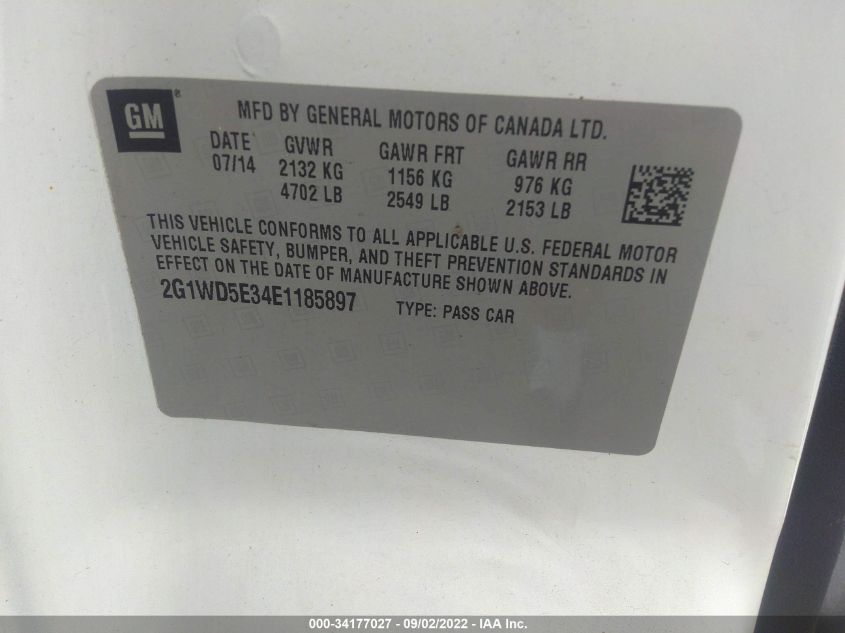 GM®
MFD BY GENERAL MOTORS OF CANADA LTD.
DATE GVWR GAWR FRT GAWR RR
07/14 2132 KG 1156 KG 976 KG
4702 LB 2549 LB 2153 LB
THIS VEHICLE CONFORMS TO ALL APPLICABLE U.S. FEDERAL MOTOR
VEHICLE SAFETY, BUMPER, AND THEFT PREVENTION STANDARDS IN
EFFECT ON THE DATE OF MANUFACTURE SHOWN ABOVE.
2G1WD5E34E1185897 TYPE: PASS CAR
000-34177027 - 09/02/2022 - IAA Inc.